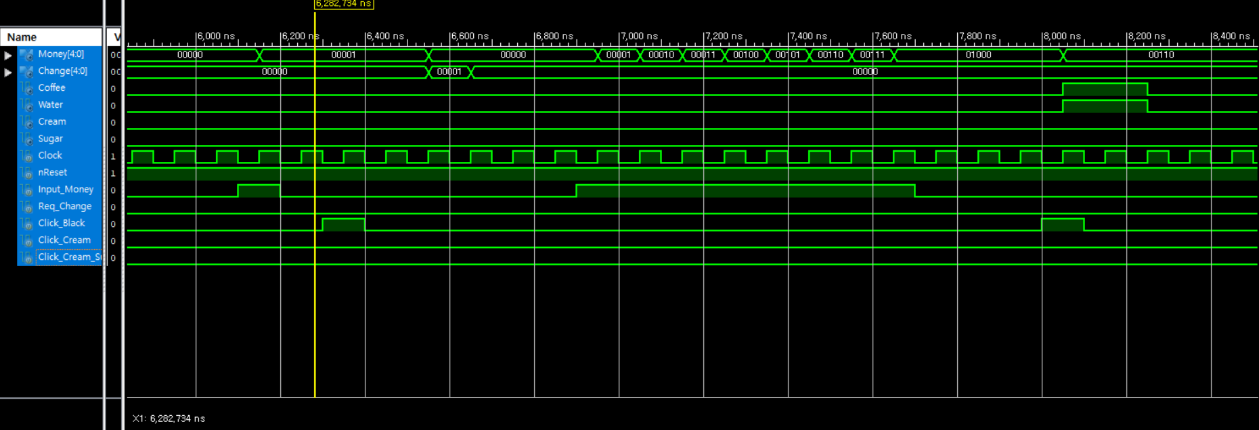 6,282,734 ns
Name
V
6,000 ns 6,200 ns 6,400 ns 6,600 ns 6,800 ns 7,000 ns 7,200 ns 7,400 ns 7,600 ns 7,800 ns 8,000 ns 8,200 ns 8,400 ns
Money[4:0] 00000 00001 00000 00001 00010 00011 00100 00101 00110 00111 01000 00110
Change[4:0] 00000 00001 00000
Coffee 0
Water 0
Cream 0
Sugar 0
Clock 1
nReset 1
Input_Money 0
Req_Change 0
Click_Black 0
Click_Cream 0
Click_Cream_S 0
X1: 6,282,734 ns